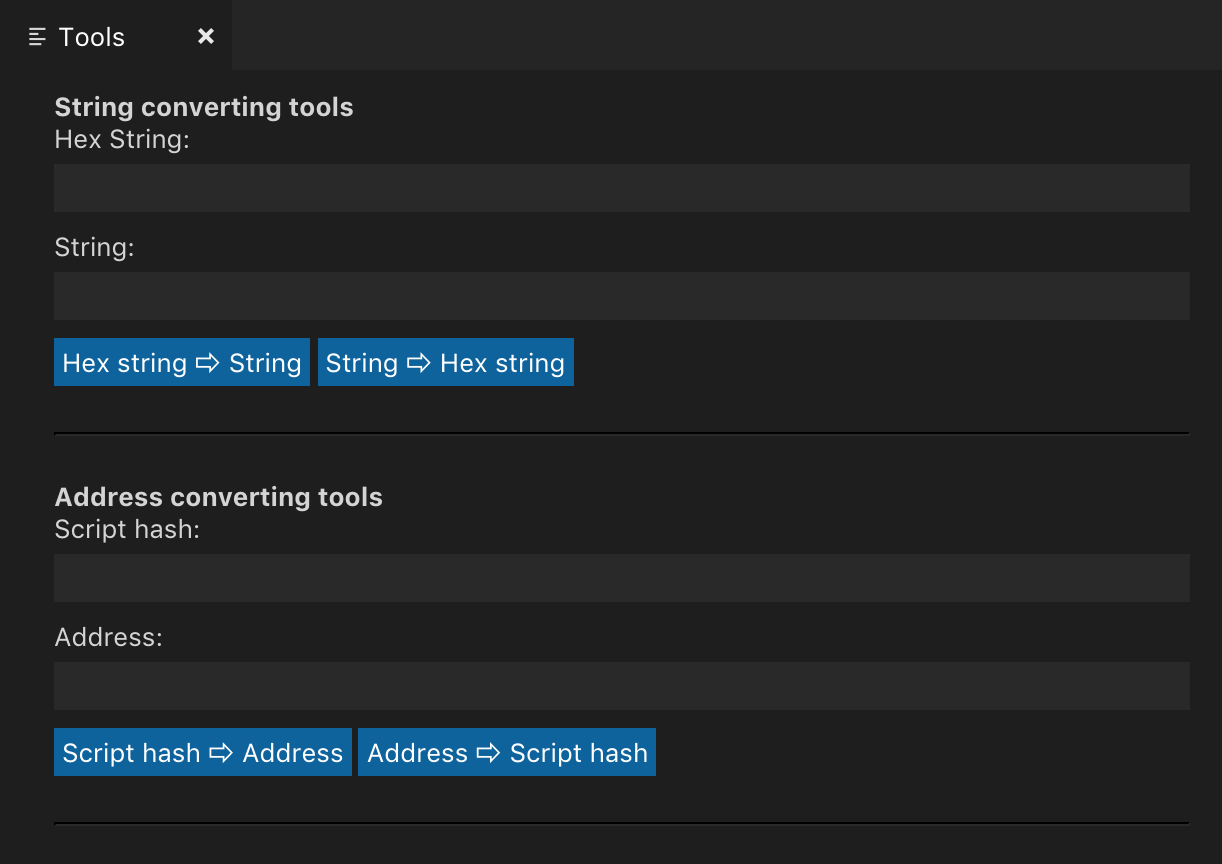 Tools
String converting tools
Hex String:
String:
Hex string ⇨ String String ⇨ Hex string
Address converting tools
Script hash:
Address:
Script hash ⇨ Address Address ⇨ Script hash